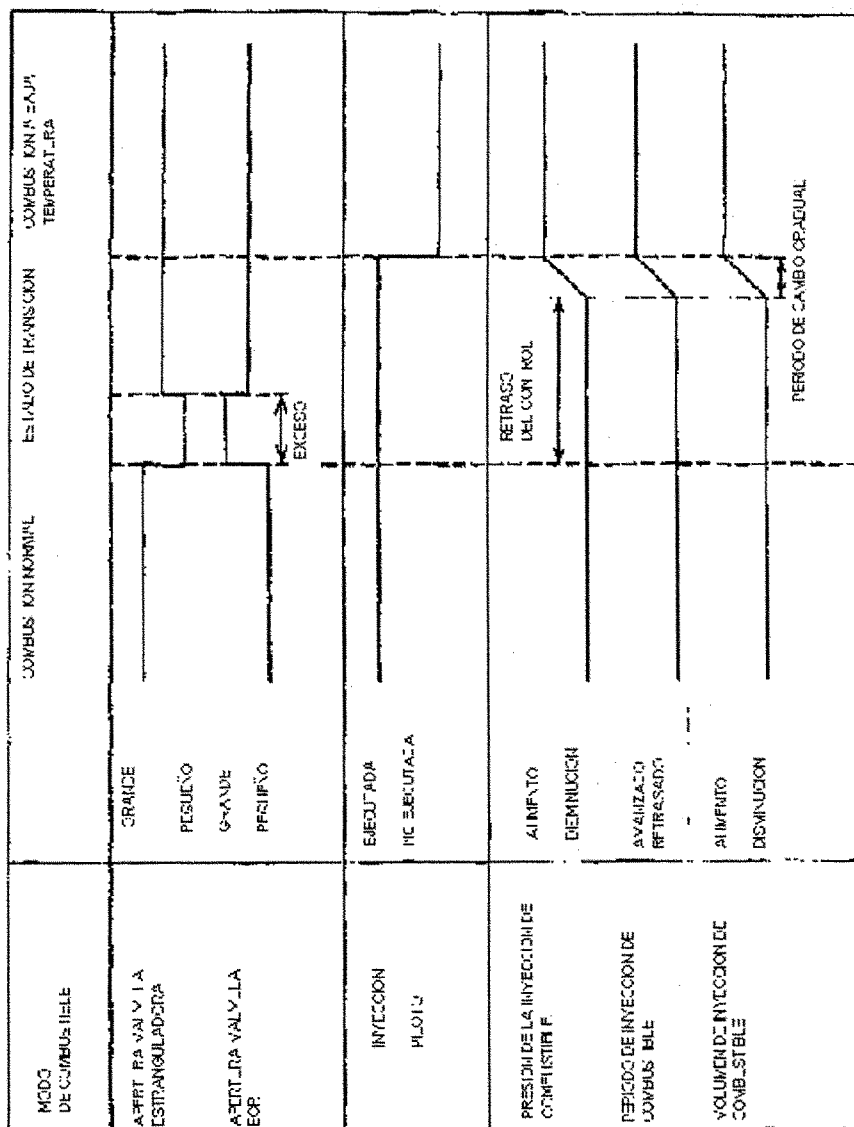 MODO
DE COMBUSTIBLE
COMBUSTION NORMAL
ESTADO DE TRANSICION
COMBUSTION A BAJA
TEMPERATURA
APERTURA VALVULA
ESTRANGULADORA
GRANDE
PEQUEÑO
APERTURA VALVULA
EGR
GRANDE
PEQUEÑO
EXCESO
INYECCION
PILOTO
EJECUTADA
NO EJECUTADA
PRESION DE LA INYECCION DE
COMBUSTIBLE
AUMENTO
DISMINUCION
RETRASO
DEL CONTROL
PERIODO DE INYECCION DE
COMBUSTIBLE
AVANZADO
RETRASADO
VOLUMEN DE INYECCION DE
COMBUSTIBLE
AUMENTO
DISMINUCION
PERIODO DE CAMBIO GRADUAL